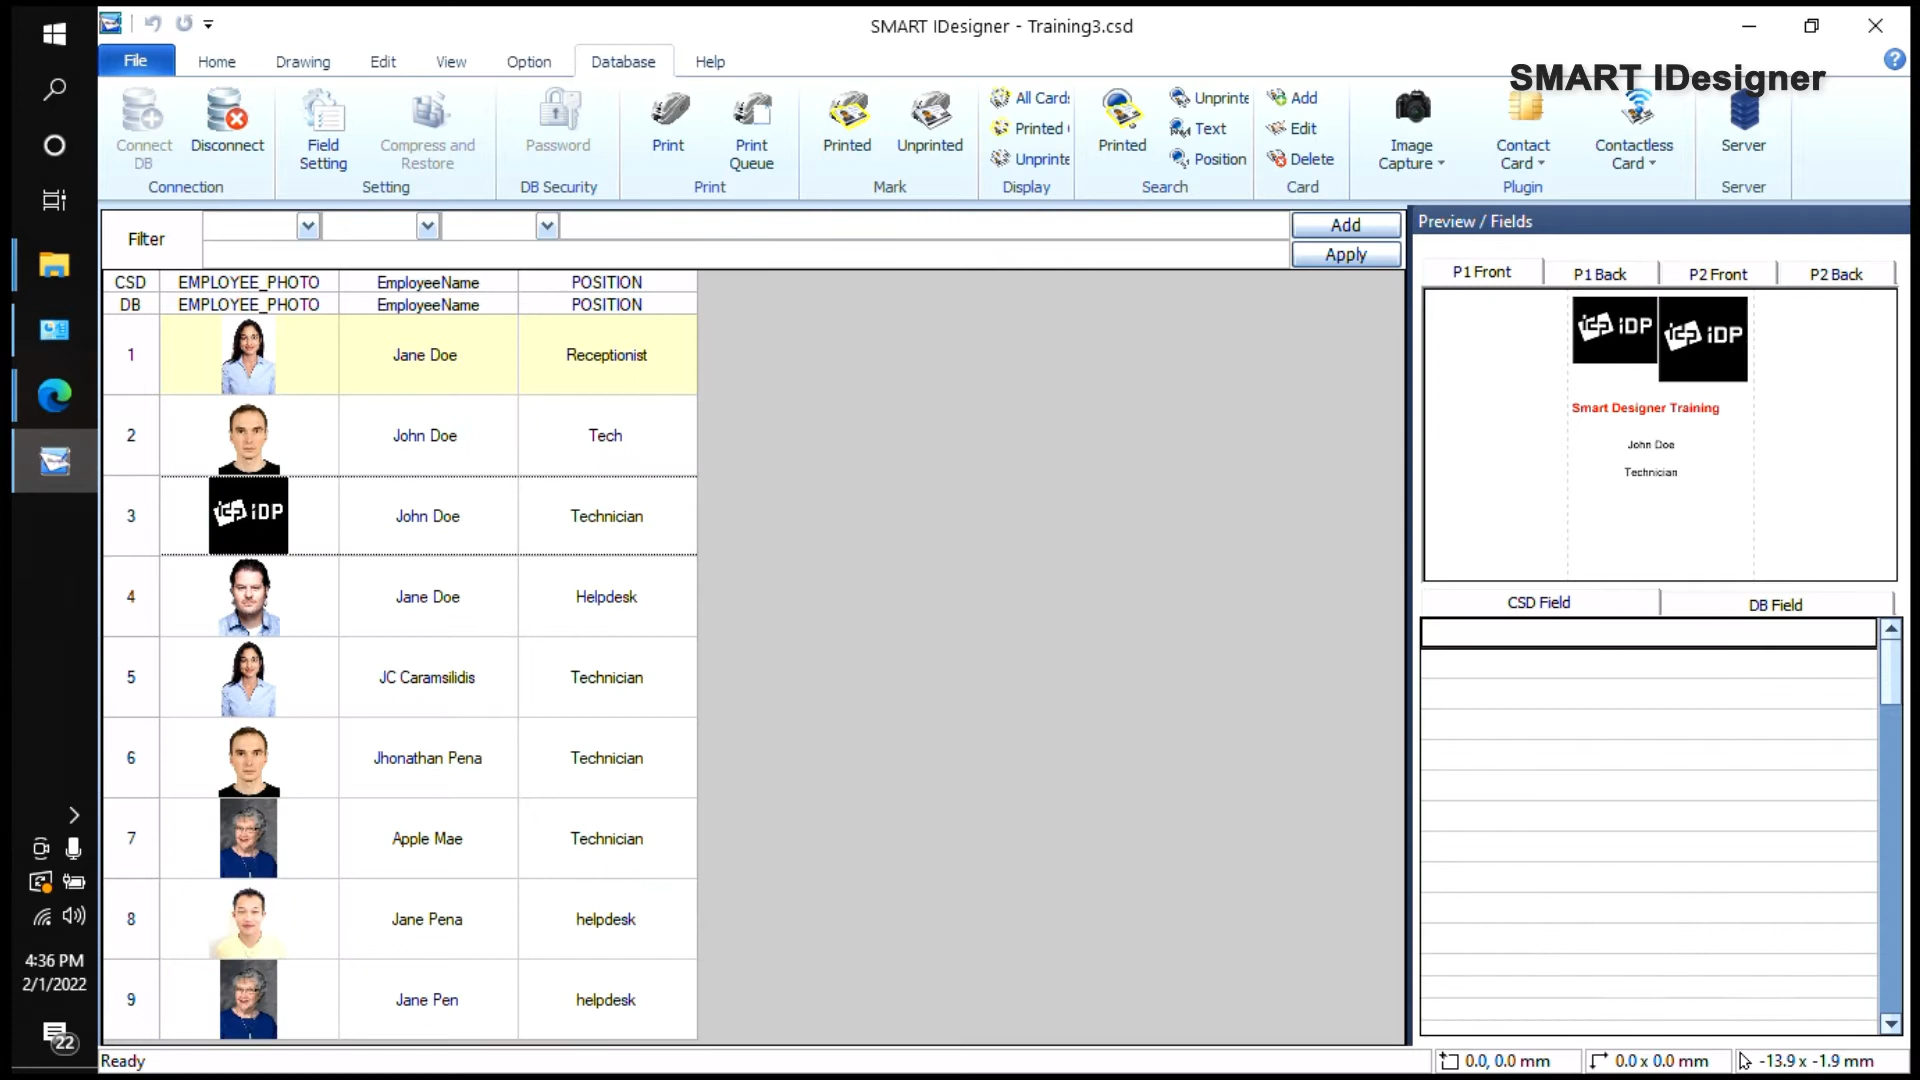 SMART IDesigner - Training3.csd
SMART IDesigner
File
Home
Drawing
Edit
View
Option
Database
Help
Connect DB
Disconnect
Connection
Field Setting
Compress and Restore
Setting
Password
DB Security
Print
Print Queue
Print
Printed
Unprinted
Mark
All Card
Printed
Unprinte
Display
Printed
Unprinte
Text
Position
Search
Add
Edit
Delete
Card
Image Capture
Contact Card
Contactless Card
Plugin
Server
Server
Filter
Add
Apply
CSD EMPLOYEE_PHOTO EmployeeName POSITION
DB EMPLOYEE_PHOTO EmployeeName POSITION
1 Jane Doe Receptionist
2 John Doe Tech
3 iDP John Doe Technician
4 Jane Doe Helpdesk
5 JC Caramsilidis Technician
6 Jhonathan Pena Technician
7 Apple Mae Technician
8 Jane Pena helpdesk
9 Jane Pen helpdesk
Preview / Fields
P1 Front
P1 Back
P2 Front
P2 Back
iDP
iDP
Smart Designer Training
John Doe
Technician
CSD Field
DB Field
4:36 PM
2/1/2022
22
Ready
0.0, 0.0 mm
0.0 x 0.0 mm
-13.9 x -1.9 mm